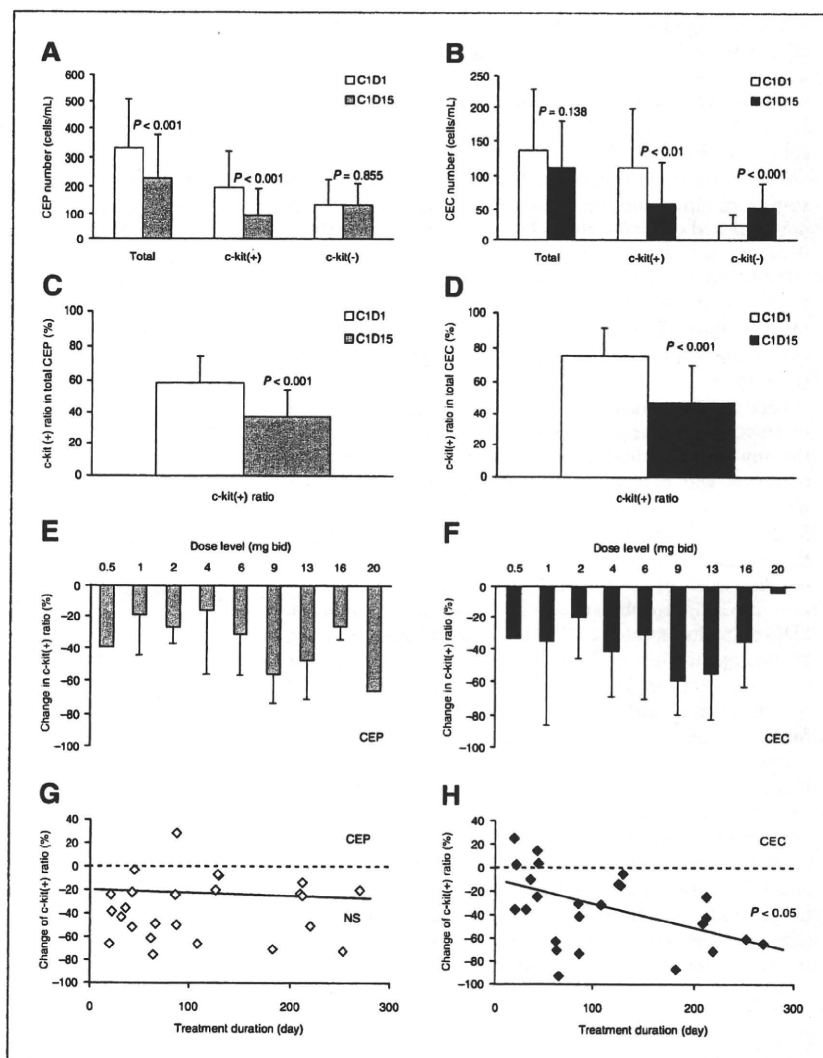 A
CEP number (cells/mL)
600
500
400
300
200
100
0
C1D1
C1D15
P < 0.001
P < 0.001
P = 0.855
Total
c-kit(+)
c-kit(-)
B
CEC number (cells/mL)
250
200
150
100
50
0
C1D1
C1D15
P = 0.138
P < 0.01
P < 0.001
Total
c-kit(+)
c-kit(-)
C
c-kit (+) ratio in total CEP (%)
100
80
60
40
20
0
C1D1
C1D15
P < 0.001
c-kit(+) ratio
D
c-kit(+) ratio in total CEC (%)
100
80
60
40
20
0
C1D1
C1D15
P < 0.001
c-kit(+) ratio
E
Dose level (mg bid)
0.5 1 2 4 6 9 13 16 20
Change in c-kit(+) ratio (%)
0
–20
–40
–60
–80
–100
CEP
F
Dose level (mg bid)
0.5 1 2 4 6 9 13 16 20
Change in c-kit(+) ratio (%)
0
–20
–40
–60
–80
–100
CEC
G
Change of c-kit(+) ratio (%)
40
20
0
–20
–40
–60
–80
–100
CEP
NS
0 100 200 300
Treatment duration (day)
H
Change of c-kit(+) ratio (%)
40
20
0
–20
–40
–60
–80
–100
CEC
P < 0.05
0 100 200 300
Treatment duration (day)